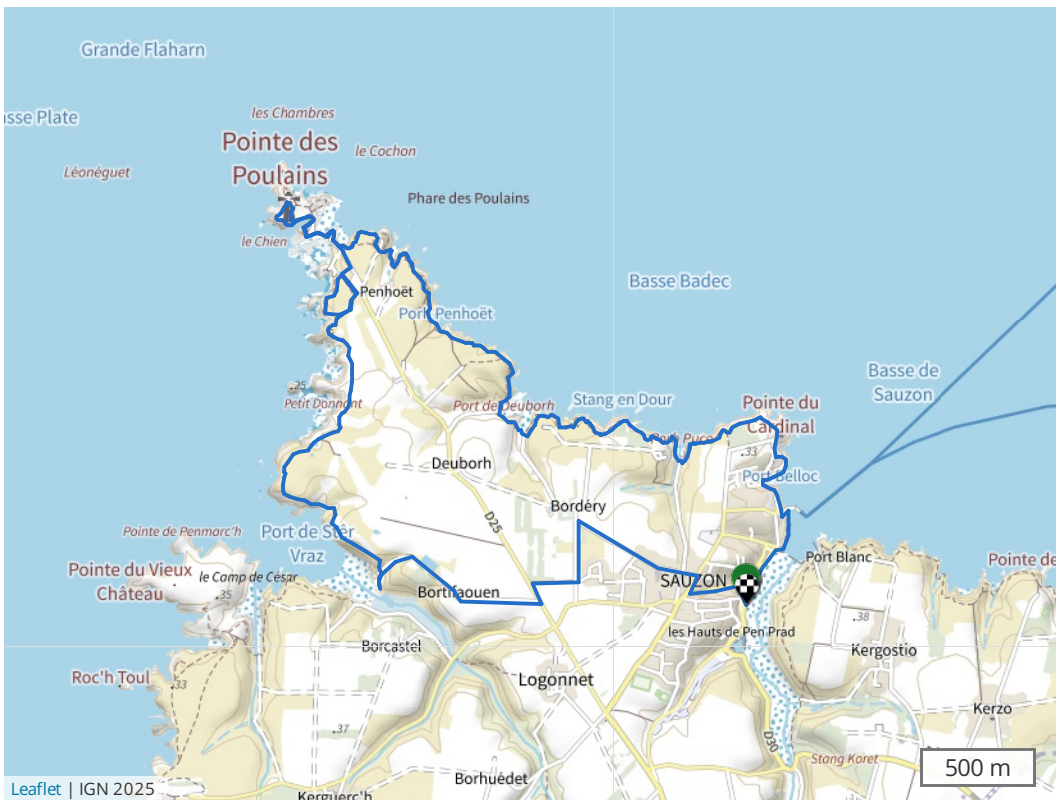 Grande Flaharn
asse Plate
les Chambres
Pointe des
Poulains
le Cochon
Léonéguet
Phare des Poulains
le Chien
Basse Badec
Penhoët
Port Penhoët
Basse de
Sauzon
.25
Petit Donnant
Port de Deuborh
Stang en Dour
Pointe du
Cardinal
Porh Puce
.33
Deuborh
Port Belloc
Bordéry
D25
Pointe de Penmarc'h
Port de Stêr
Vraz
Pointe du Vieux
Château
le Camp de César
.35
Port Blanc
Pointe de
SAUZON
Bortifaouen
.38
les Hauts de Pen Prad
Borcastel
Kergostio
Roc'h Toul
.33
Logonnet
Kerzo
.37
D30
Stang Koret
Borhuédet
500 m
Leaflet | IGN 2025
Kerguerc'h